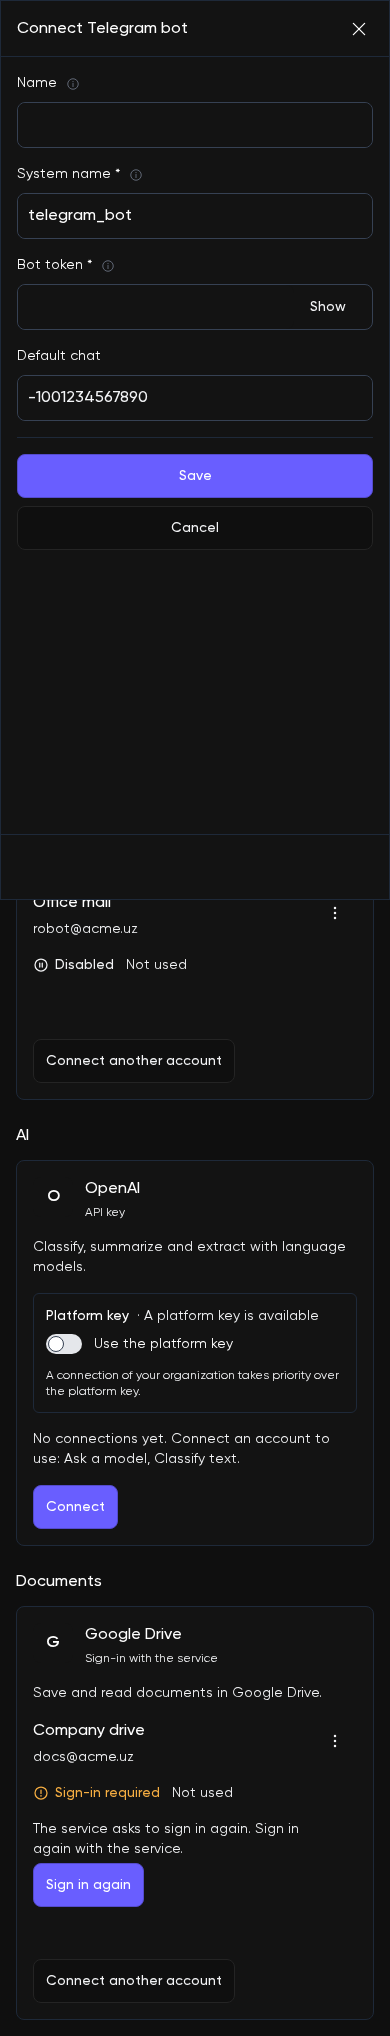 Connect Telegram bot
Name
System name *
telegram_bot
Bot token *
Show
Default chat
-1001234567890
Save
Cancel
Office mail
robot@acme.uz
Disabled Not used
Connect another account
AI
O
OpenAI
API key
Classify, summarize and extract with language
models.
Platform key · A platform key is available
Use the platform key
A connection of your organization takes priority over
the platform key.
No connections yet. Connect an account to
use: Ask a model, Classify text.
Connect
Documents
G
Google Drive
Sign-in with the service
Save and read documents in Google Drive.
Company drive
docs@acme.uz
Sign-in required Not used
The service asks to sign in again. Sign in
again with the service.
Sign in again
Connect another account